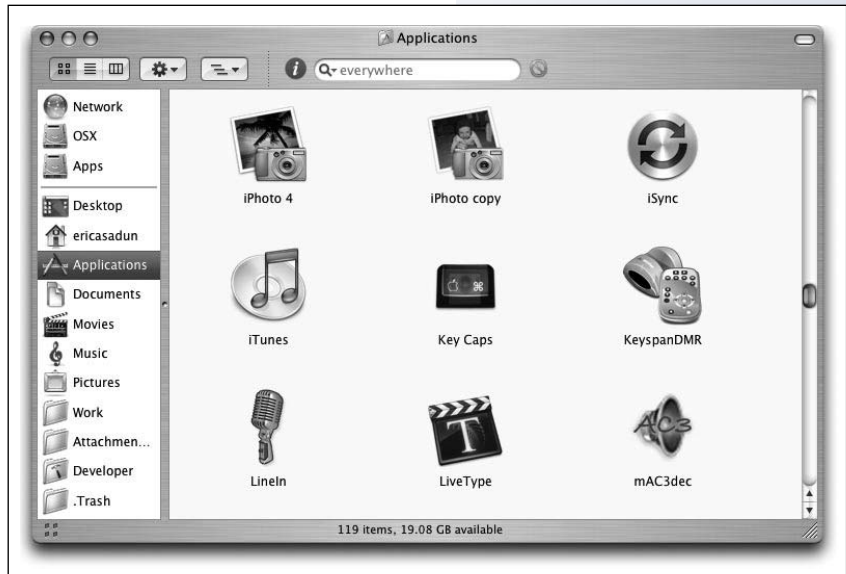 Applications
everywhere
Network
OSX
Apps
Desktop
ericasadun
Applications
Documents
Movies
Music
Pictures
Work
Attachmen...
Developer
.Trash
iPhoto 4
iPhoto copy
iSync
iTunes
Key Caps
KeyspanDMR
LineIn
LiveType
mAC3dec
T
AC3
119 items, 19.08 GB available